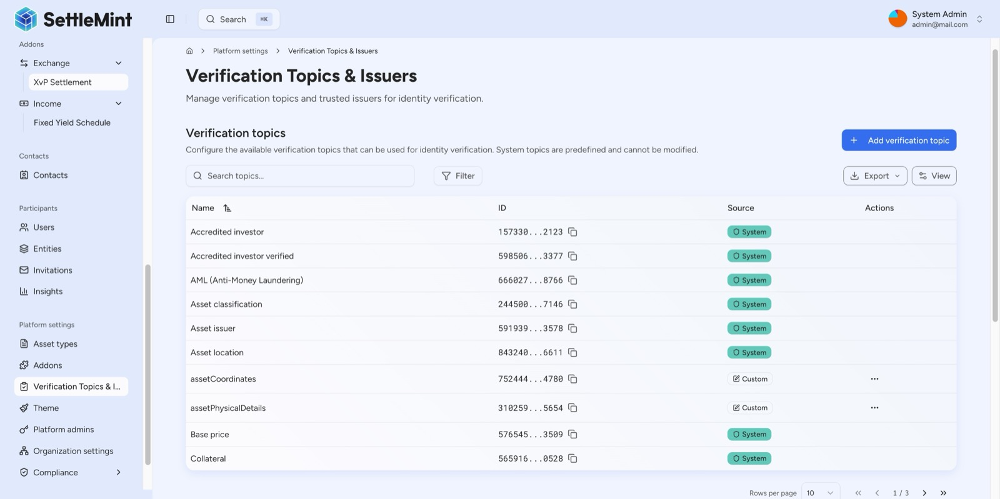 SettleMint
Search ⌘K
System Admin
admin@mail.com
Addons
Exchange
XvP Settlement
Income
Fixed Yield Schedule
Contacts
Contacts
Participants
Users
Entities
Invitations
Insights
Platform settings
Asset types
Addons
Verification Topics & I...
Theme
Platform admins
Organization settings
Compliance
Platform settings > Verification Topics & Issuers
Verification Topics & Issuers
Manage verification topics and trusted issuers for identity verification.
Verification topics
Configure the available verification topics that can be used for identity verification. System topics are predefined and cannot be modified.
+ Add verification topic
Search topics...
Filter
Export
View
Name ID Source Actions
Accredited investor 157330...2123 System
Accredited investor verified 598506...3377 System
AML (Anti-Money Laundering) 666027...8766 System
Asset classification 244500...7146 System
Asset issuer 591939...3578 System
Asset location 843240...6611 System
assetCoordinates 752444...4780 Custom ...
assetPhysicalDetails 310259...5654 Custom ...
Base price 576545...3509 System
Collateral 565916...0528 System
Rows per page 10 1 / 3